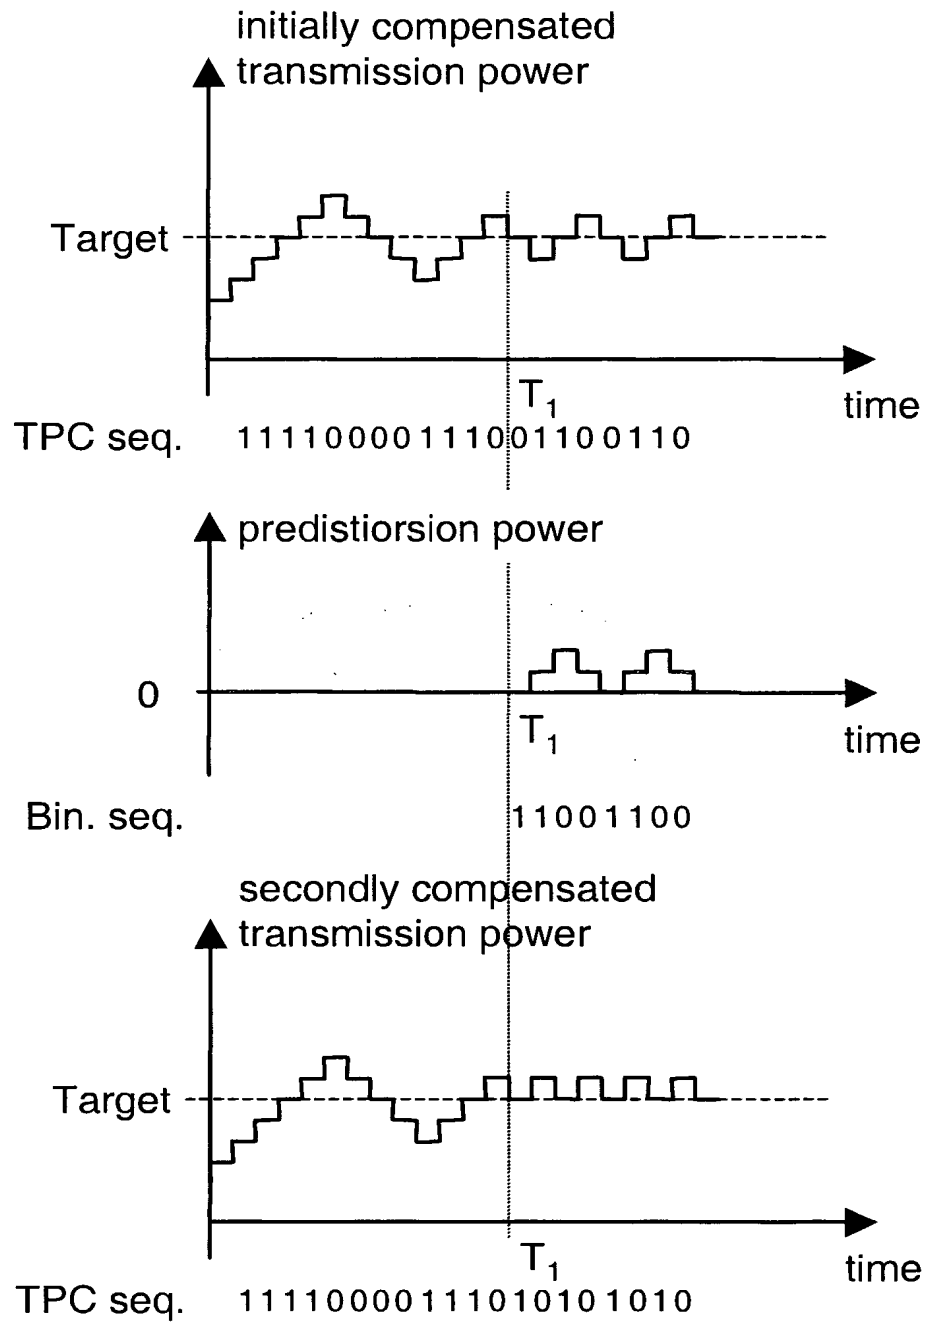 initially compensated
transmission power
Target
T1
time
TPC seq. 11110000111001100110
predistiorsion power
0
T1
time
Bin. seq. 11001100
secondly compensated
transmission power
Target
T1
time
TPC seq. 11110000111010101010